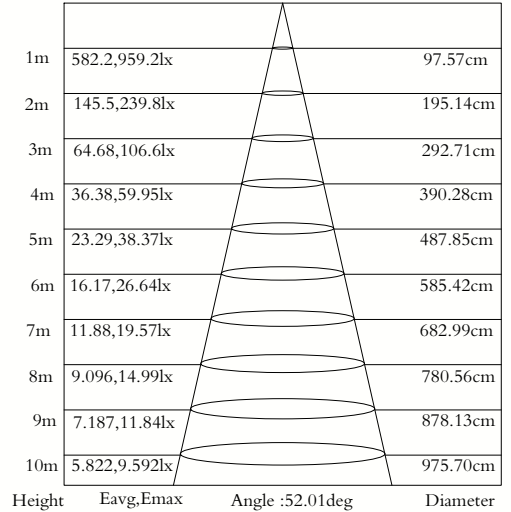 1m 582.2,959.2lx 97.57cm
2m 145.5,239.8lx 195.14cm
3m 64.68,106.6lx 292.71cm
4m 36.38,59.95lx 390.28cm
5m 23.29,38.37lx 487.85cm
6m 16.17,26.64lx 585.42cm
7m 11.88,19.57lx 682.99cm
8m 9.096,14.99lx 780.56cm
9m 7.187,11.84lx 878.13cm
10m 5.822,9.592lx 975.70cm
Height Eavg,Emax Angle :52.01deg Diameter